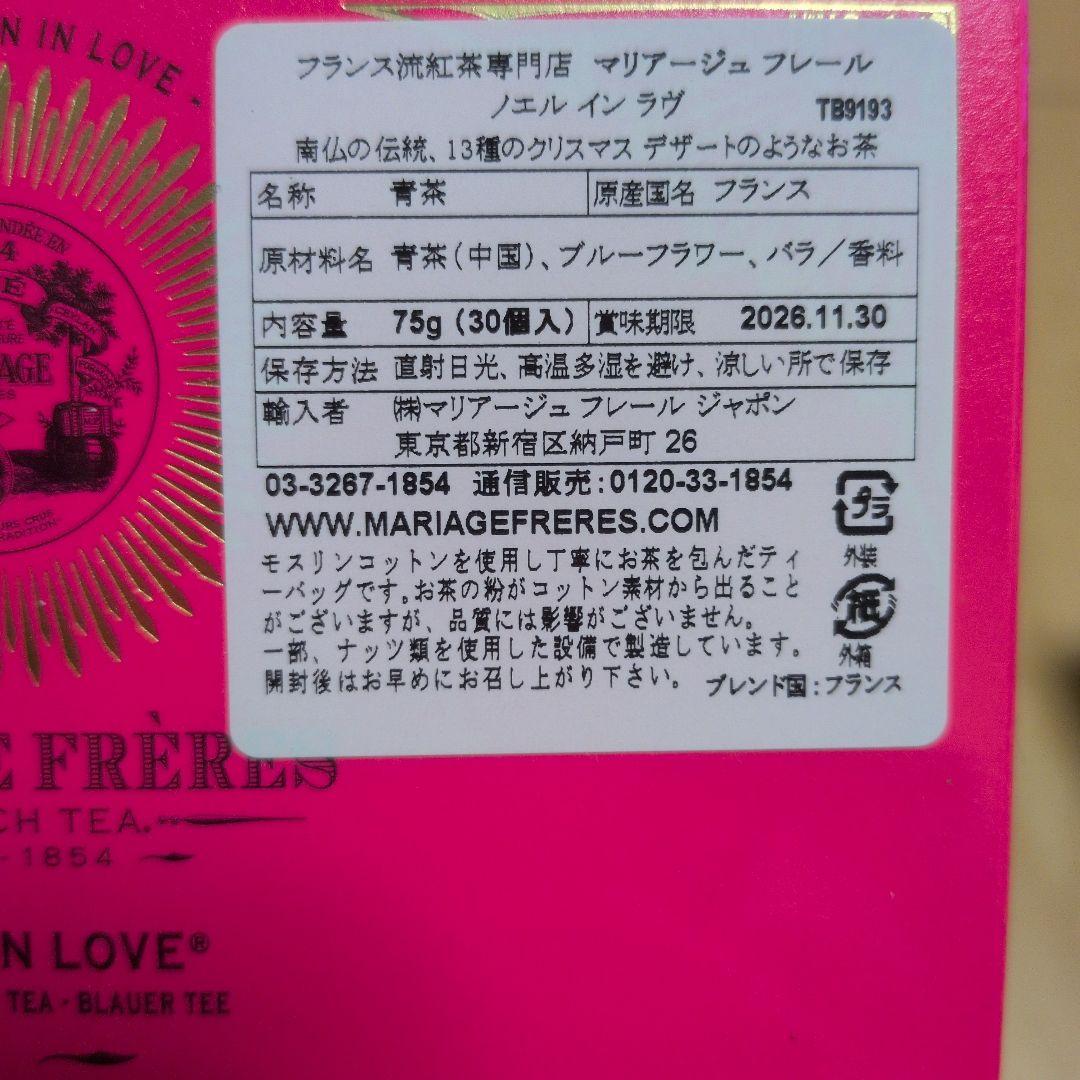 N IN LOVE -
NDÉE EN
4
AGE
URS CRUS
TRADITION
フランス流紅茶専門店 マリアージュ フレール
ノエル イン ラヴ TB9193
南仏の伝統、13種のクリスマス デザートのようなお茶
名称 青茶 原産国名 フランス
原材料名 青茶(中国)、ブルーフラワー、バラ/香料
内容量 75g(30個入) 賞味期限 2026.11.30
保存方法 直射日光、高温多湿を避け、涼しい所で保存
輸入者 ㈱マリアージュ フレール ジャポン
東京都新宿区納戸町 26
03-3267-1854 通信販売:0120-33-1854
WWW.MARIAGEFRERES.COM
プラ
外装
モスリンコットンを使用し丁寧にお茶を包んだティ
ーバッグです。お茶の粉がコットン素材から出ること
がございますが、品質には影響がございません。
一部、ナッツ類を使用した設備で製造しています。
開封後はお早めにお召し上がり下さい。
紙
外箱
ブレンド国:フランス
E FRÈRES
CH TEA.
- 1854
N LOVE®
TEA · BLAUER TEE